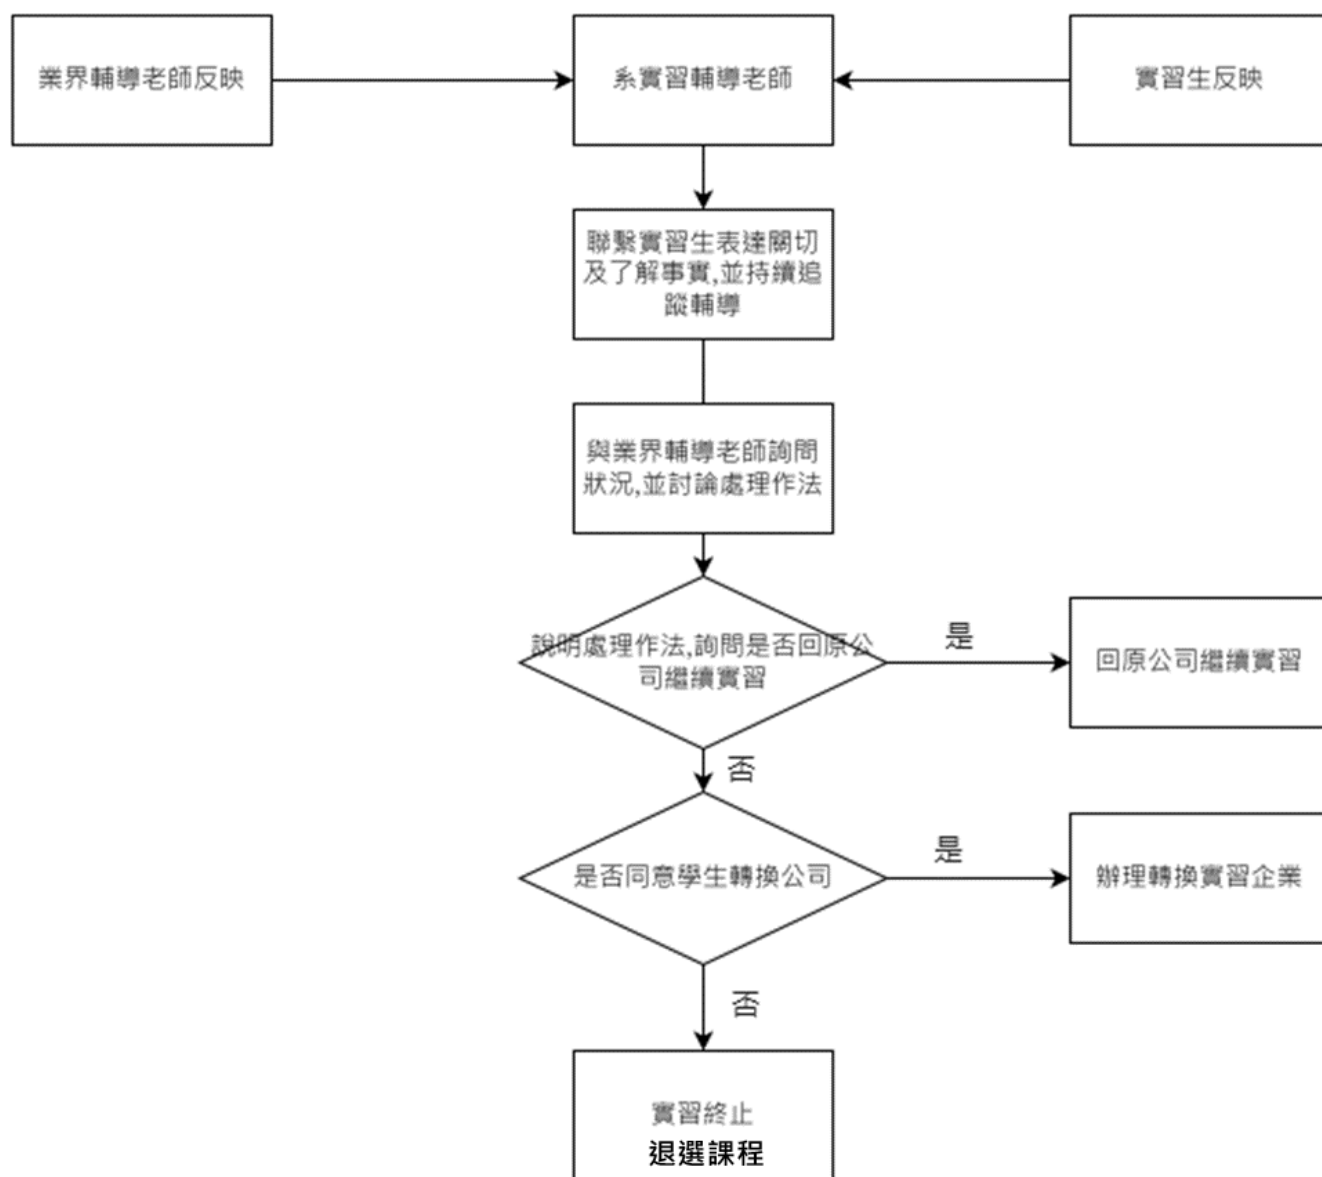 業界輔導老師反映
系實習輔導老師
實習生反映
聯繫實習生表達關切
及了解事實,並持續追
蹤輔導
與業界輔導老師詢問
狀況,並討論處理作法
說明處理作法,詢問是否回原公
司繼續實習
是
回原公司繼續實習
否
是否同意學生轉換公司
是
辦理轉換實習企業
否
實習終止
退選課程